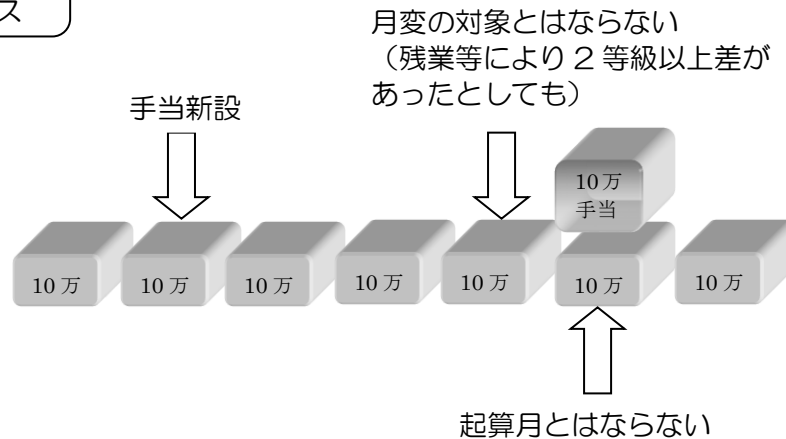 ス
月変の対象とはならない
（残業等により２等級以上差が
あったとしても）
手当新設
10万
手当
10万
10万
10万
10万
10万
10万
10万
起算月とはならない